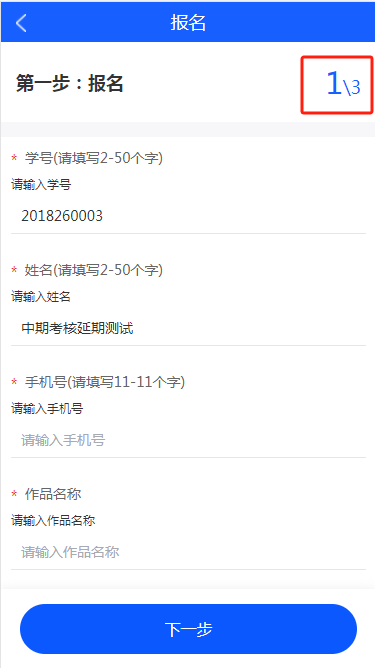 报名
第一步：报名
1\3
* 学号(请填写2-50个字)
请输入学号
2018260003
* 姓名(请填写2-50个字)
请输入姓名
中期考核延期测试
* 手机号(请填写11-11个字)
请输入手机号
请输入手机号
* 作品名称
请输入作品名称
请输入作品名称
下一步